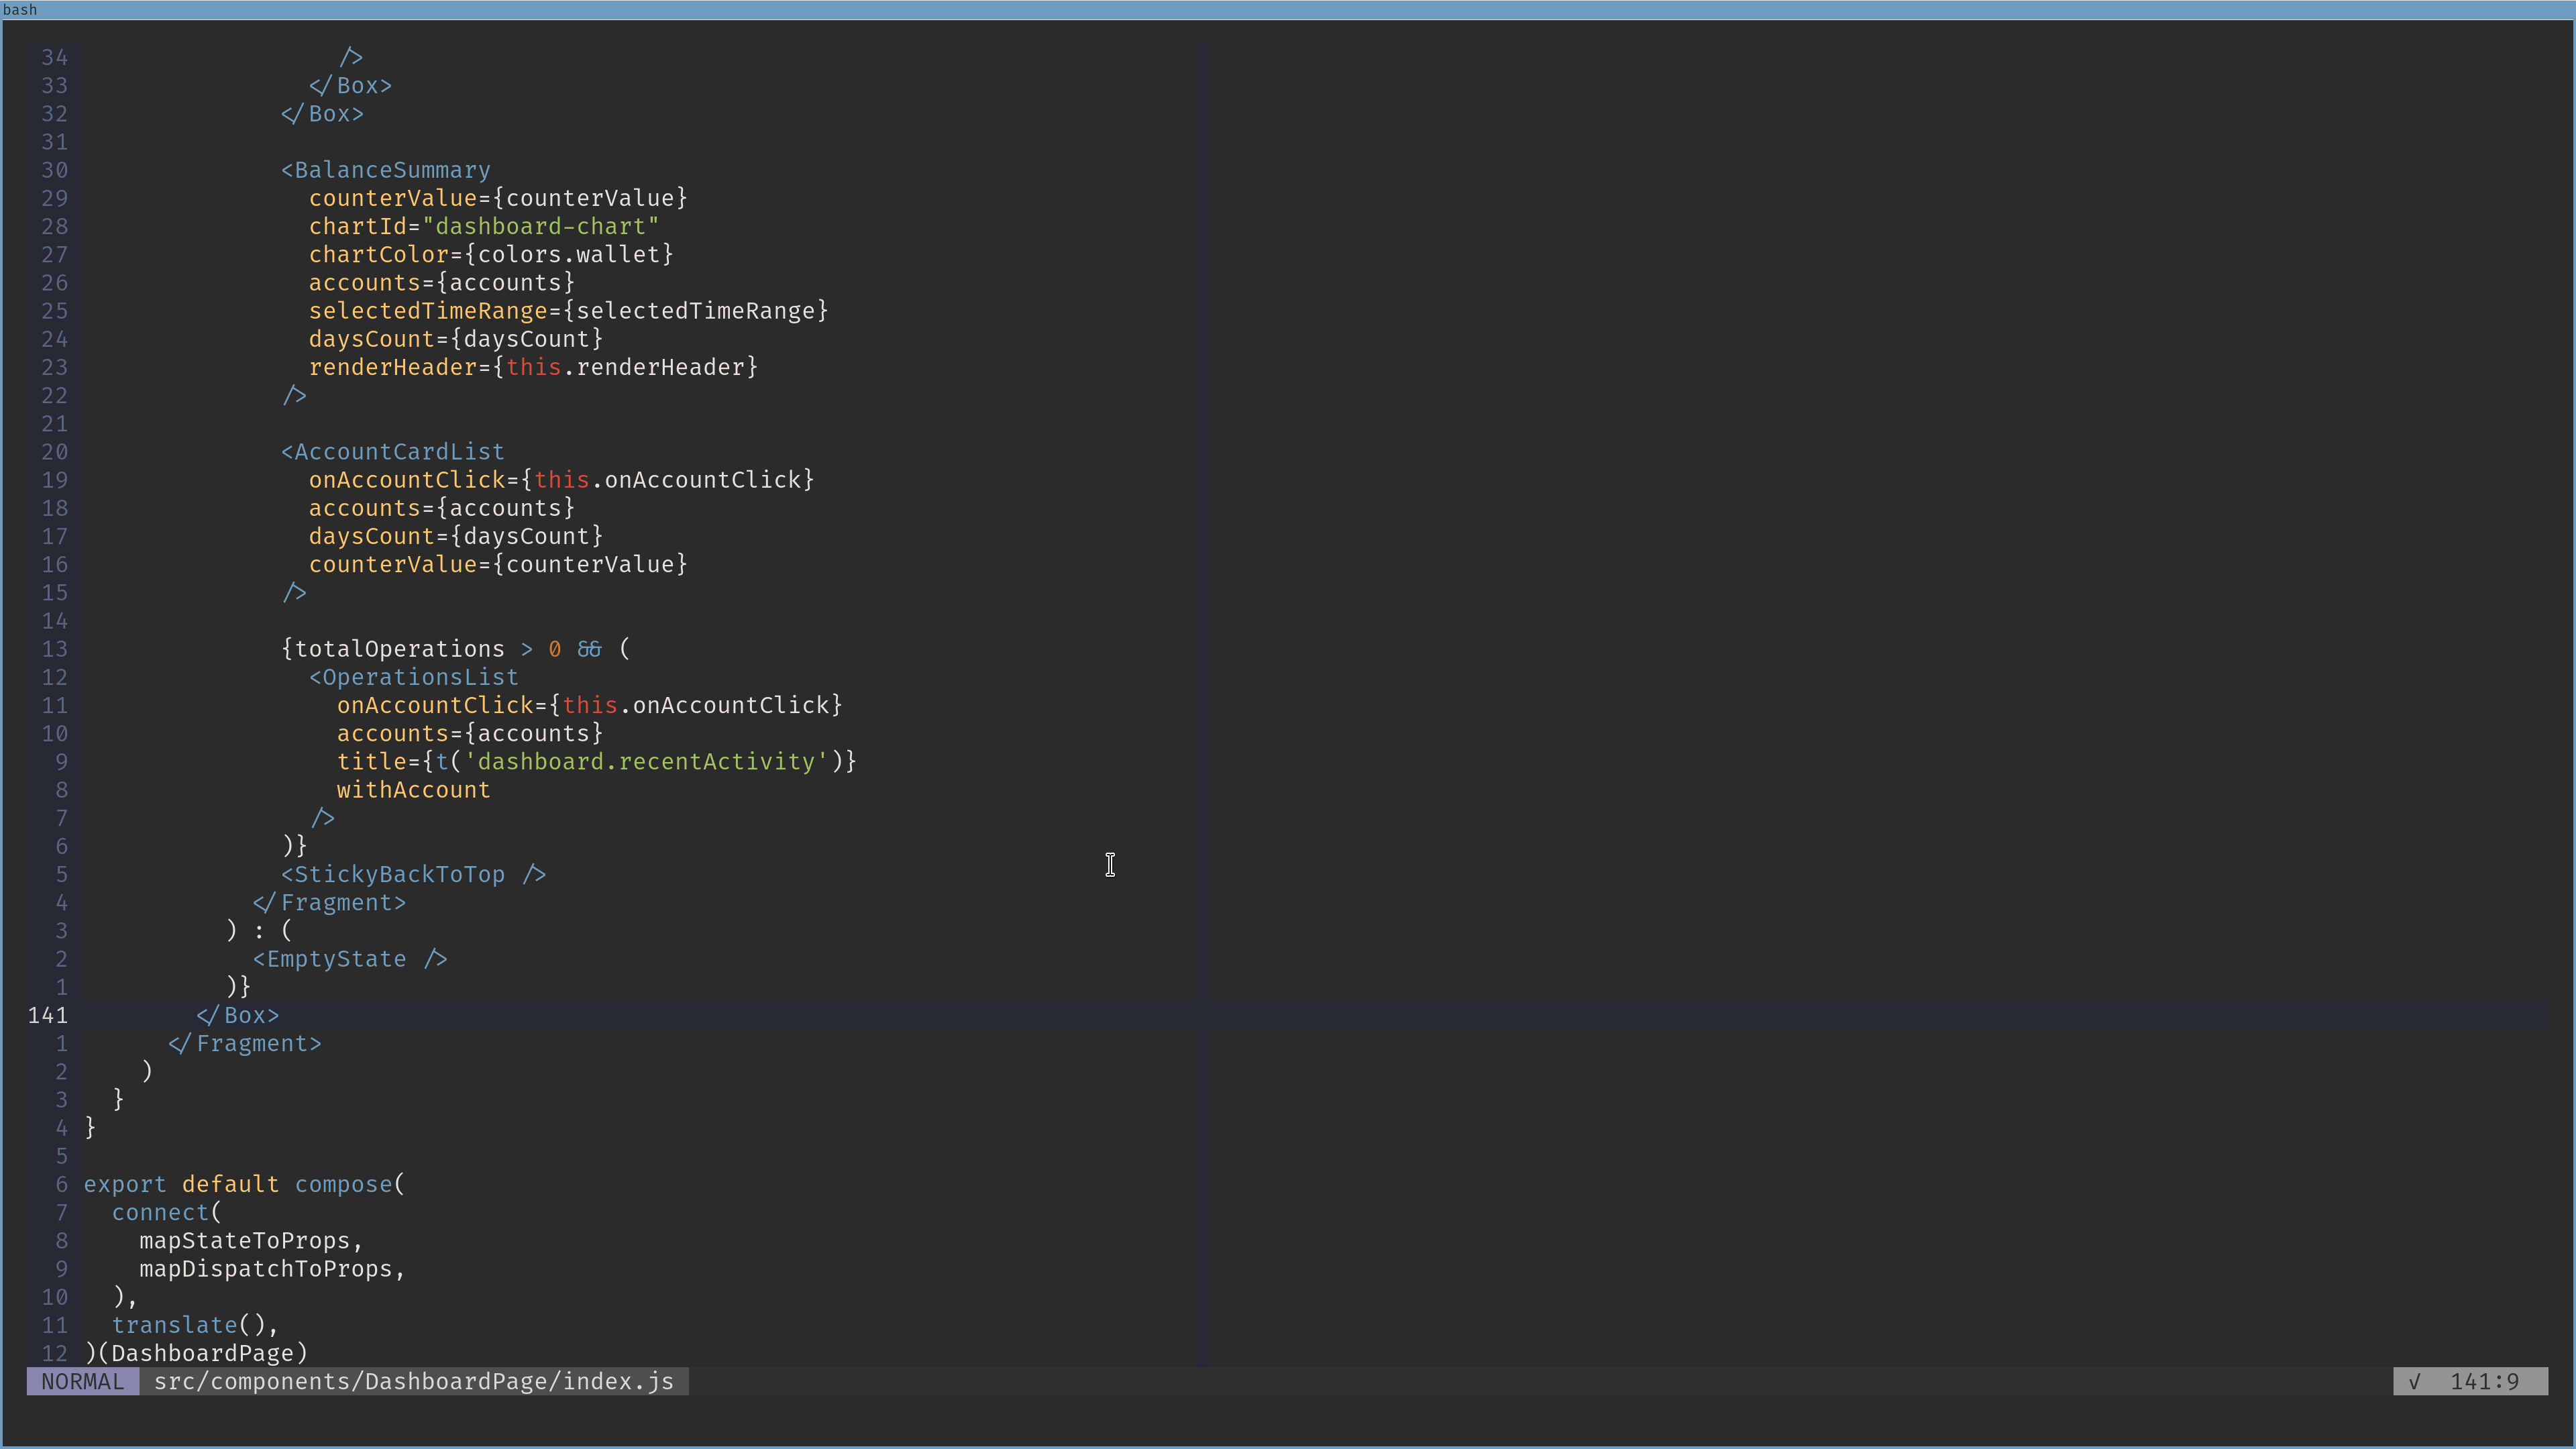 bash
34                   />
33                 </Box>
32               </Box>
31
30               <BalanceSummary
29                 counterValue={counterValue}
28                 chartId="dashboard-chart"
27                 chartColor={colors.wallet}
26                 accounts={accounts}
25                 selectedTimeRange={selectedTimeRange}
24                 daysCount={daysCount}
23                 renderHeader={this.renderHeader}
22               />
21
20               <AccountCardList
19                 onAccountClick={this.onAccountClick}
18                 accounts={accounts}
17                 daysCount={daysCount}
16                 counterValue={counterValue}
15               />
14
13               {totalOperations > 0 && (
12                 <OperationsList
11                   onAccountClick={this.onAccountClick}
10                   accounts={accounts}
9                   title={t('dashboard.recentActivity')}
8                   withAccount
7                 />
6               )}
5               <StickyBackToTop />
4             </Fragment>
3           ) : (
2             <EmptyState />
1           )}
141         </Box>
1       </Fragment>
2     )
3   }
4 }
5
6 export default compose(
7   connect(
8     mapStateToProps,
9     mapDispatchToProps,
10   ),
11   translate(),
12 )(DashboardPage)
NORMAL src/components/DashboardPage/index.js √ 141:9